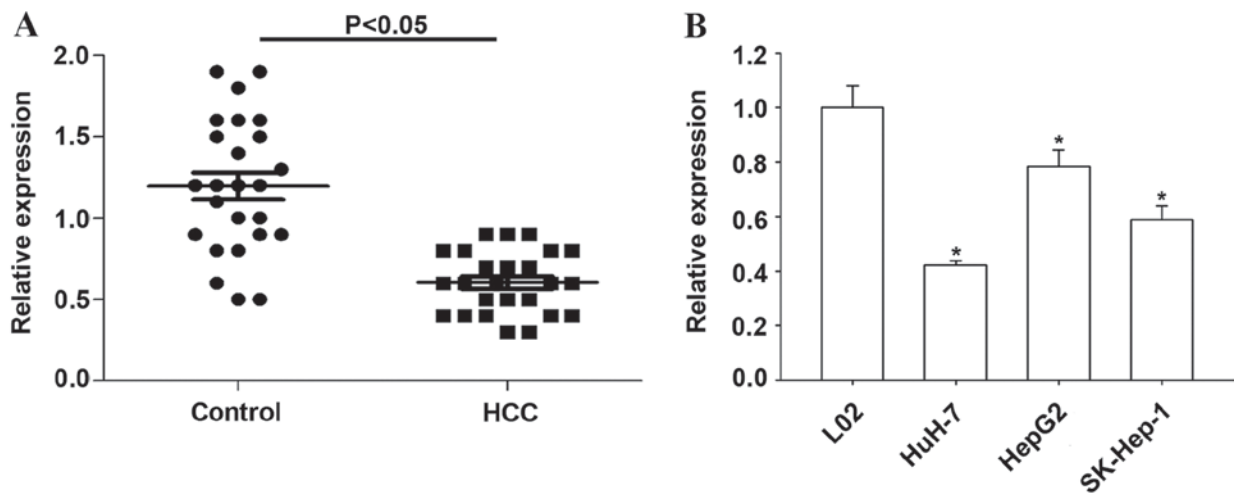 A
P<0.05
Relative expression
2.0
1.5
1.0
0.5
0.0
Control
HCC
B
Relative expression
1.2
1.0
0.8
0.6
0.4
0.2
0.0
*
*
*
L02
HuH-7
HepG2
SK-Hep-1